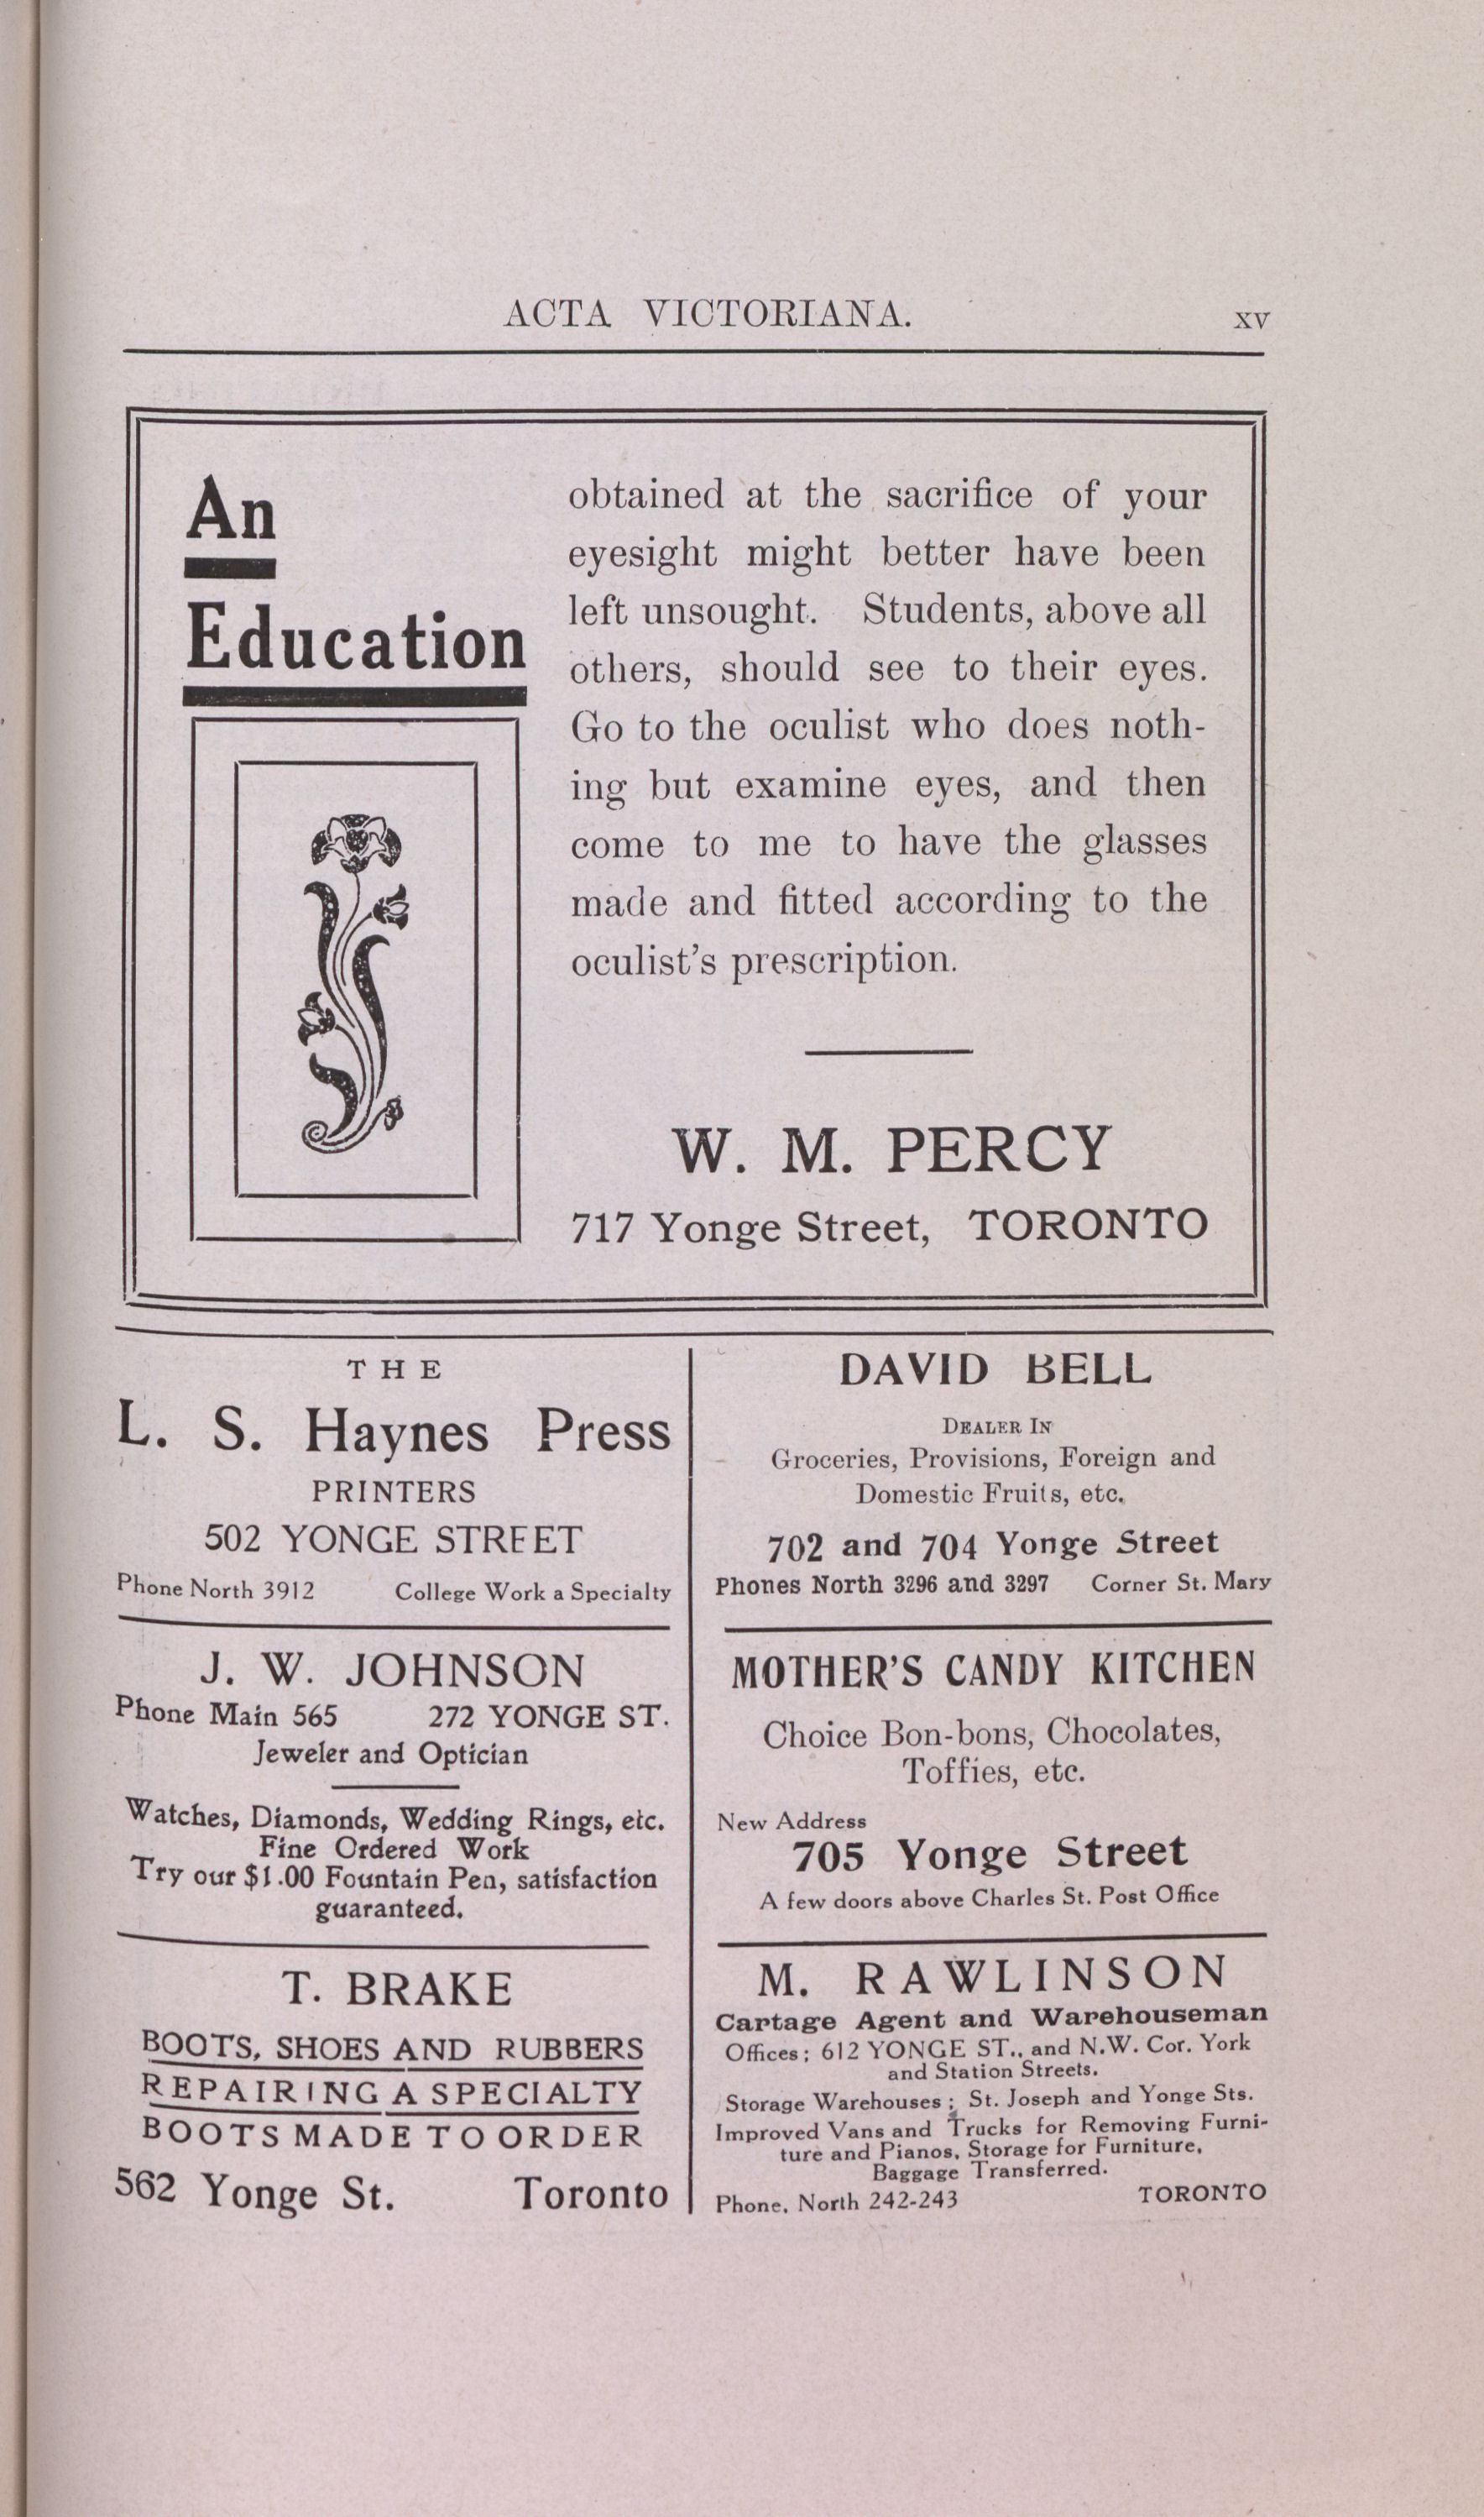 ACTA VICTORIANA.
xv
An
Education
obtained at the sacrifice of your
eyesight might better have been
left unsought. Students, above all
others, should see to their eyes.
Go to the oculist who does noth-
ing but examine eyes, and then
come to me to have the glasses
made and fitted according to the
oculist's prescription.
W. M. PERCY
717 Yonge Street, TORONTO
THE
L. S. Haynes Press
PRINTERS
502 YONGE STREET
Phone North 3912 College Work a Specialty
J. W. JOHNSON
Phone Main 565 272 YONGE ST.
Jeweler and Optician
Watches, Diamonds, Wedding Rings, etc.
Fine Ordered Work
Try our $1.00 Fountain Pen, satisfaction
guaranteed.
T. BRAKE
BOOTS, SHOES AND RUBBERS
REPAIRING A SPECIALTY
BOOTS MADE TO ORDER
562 Yonge St. Toronto
DAVID BELL
DEALER IN
Groceries, Provisions, Foreign and
Domestic Fruits, etc.
702 and 704 Yonge Street
Phones North 3296 and 3297 Corner St. Mary
MOTHER'S CANDY KITCHEN
Choice Bon-bons, Chocolates,
Toffies, etc.
New Address
705 Yonge Street
A few doors above Charles St. Post Office
M. RAWLINSON
Cartage Agent and Warehouseman
Offices; 612 YONGE ST., and N.W. Cor. York
and Station Streets.
Storage Warehouses; St. Joseph and Yonge Sts.
Improved Vans and Trucks for Removing Furni-
ture and Pianos, Storage for Furniture,
Baggage Transferred.
Phone, North 242-243 TORONTO